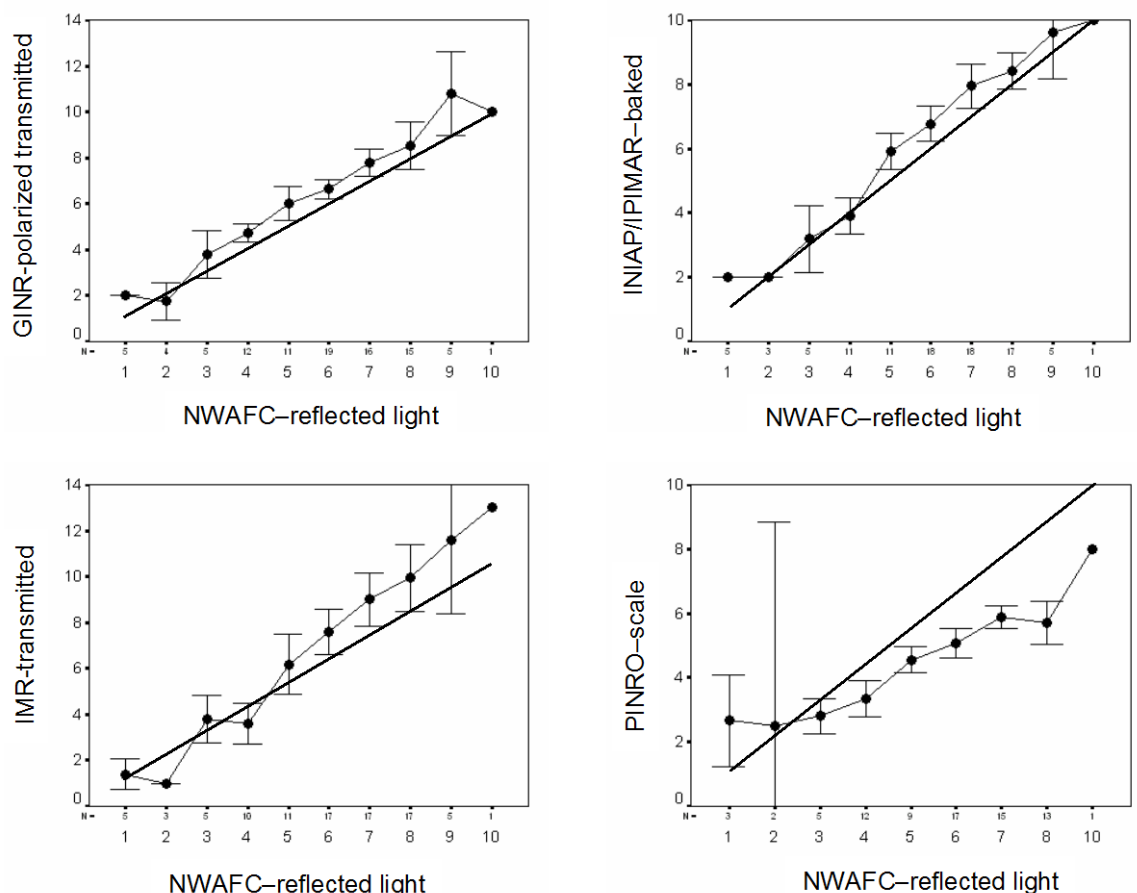 GINR-polarized transmitted
14
12
10
8
6
4
2
0
N = 5 4 5 12 11 19 16 15 5 1
1 2 3 4 5 6 7 8 9 10
NWAFC–reflected light
INIAP/IPIMAR–baked
10
8
6
4
2
0
N = 5 3 5 11 11 18 18 17 5 1
1 2 3 4 5 6 7 8 9 10
NWAFC–reflected light
IMR-transmitted
14
12
10
8
6
4
2
0
N = 5 3 5 10 11 17 17 17 5 1
1 2 3 4 5 6 7 8 9 10
NWAFC–reflected light
PINRO–scale
10
8
6
4
2
0
N = 3 2 5 12 9 17 15 13 1
1 2 3 4 5 6 7 8 10
NWAFC–reflected light